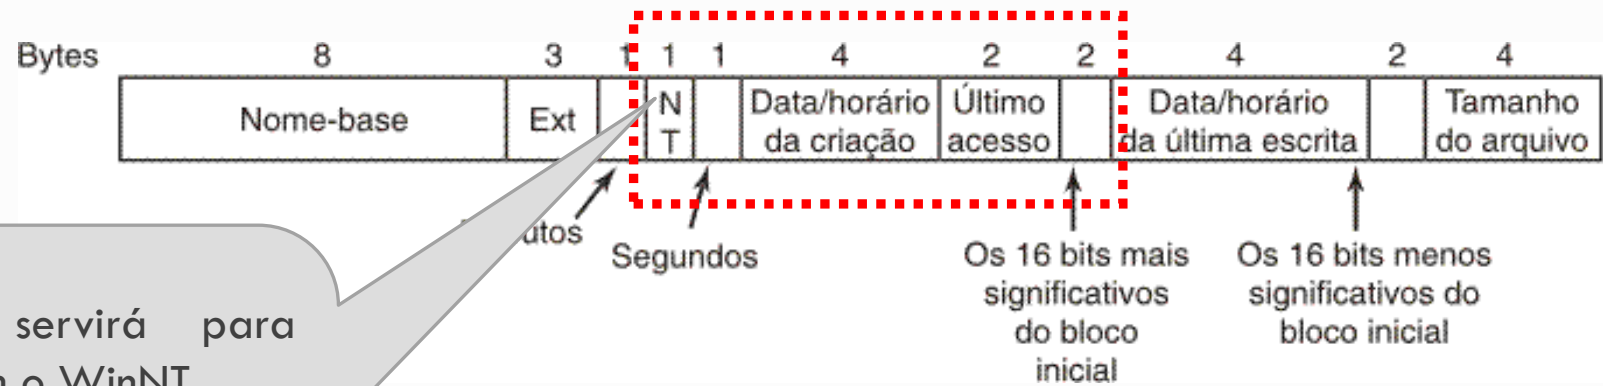 Bytes 8 3 1 1 1 4 2 2 4 2 4
Nome-base Ext N Data/horário Último Data/horário Tamanho
T da criação acesso da última escrita do arquivo
Segundos
Os 16 bits mais
significativos
do bloco
inicial
Os 16 bits menos
significativos do
bloco inicial
servirá para
o WinNT